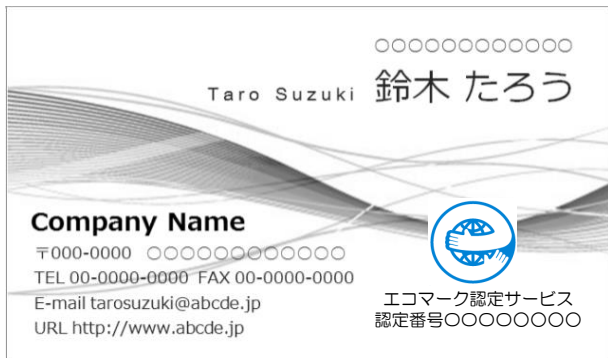 ○○○○○○○○○○○○
Taro Suzuki 鈴木 たろう
Company Name
〒000-0000 ○○○○○○○○○○○○
TEL 00-0000-0000 FAX 00-0000-0000
E-mail tarosuzuki@abcde.jp
URL http://www.abcde.jp
エコマーク認定サービス
認定番号○○○○○○○○